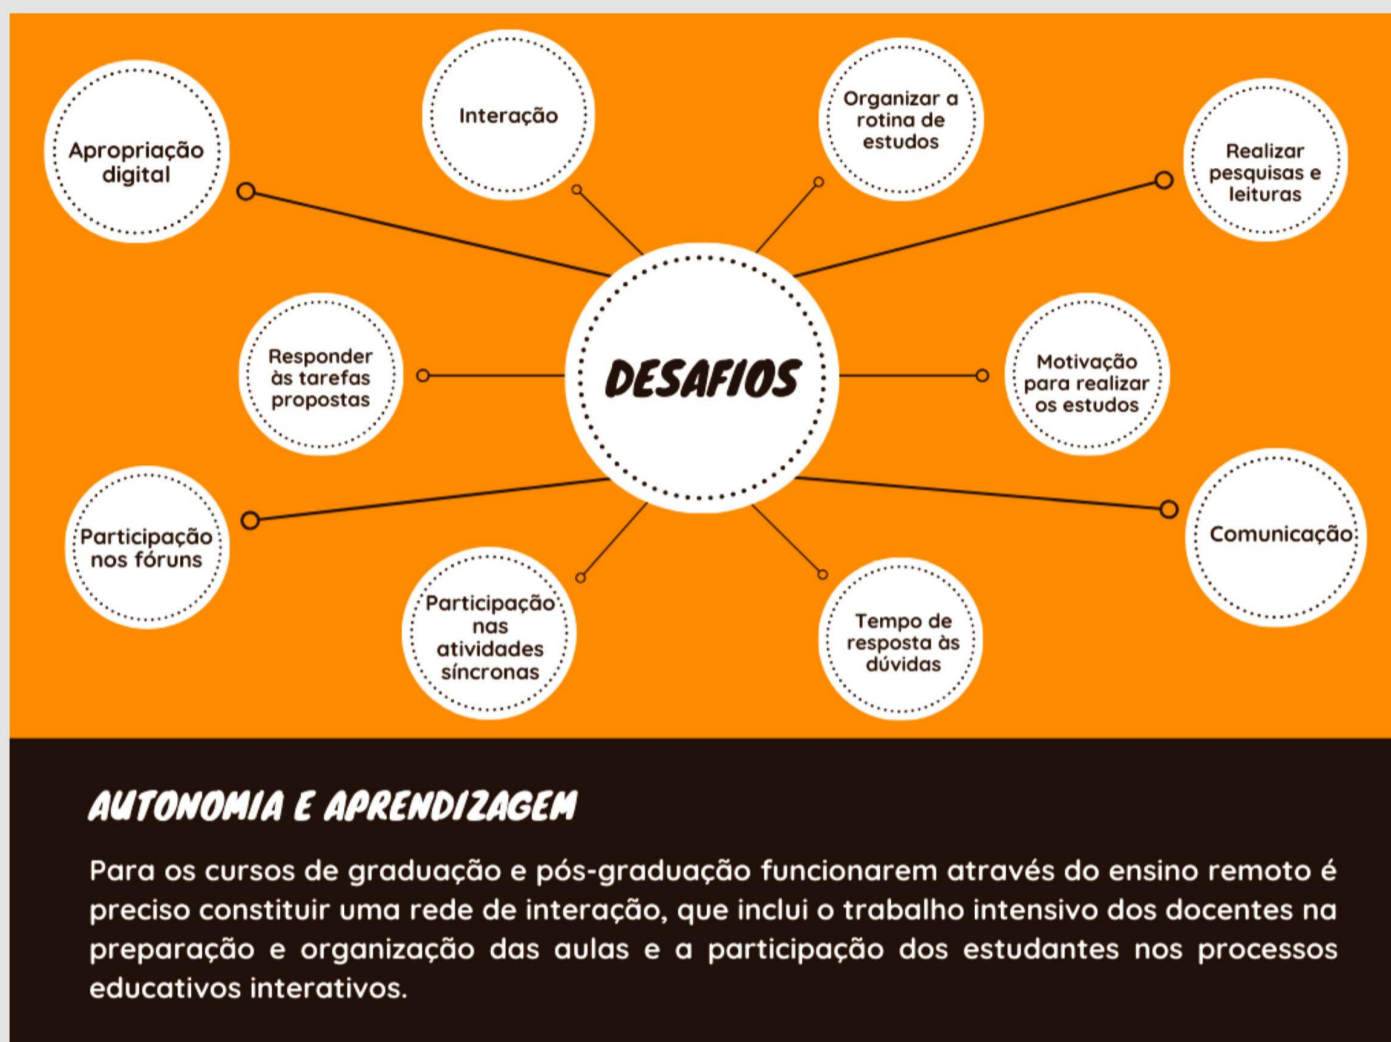 Apropriação
digital
Interação
Organizar a
rotina de
estudos
Realizar
pesquisas e
leituras
Responder
às tarefas
propostas
DESAFIOS
Motivação
para realizar
os estudos
Participação
nos fóruns
Participação
nas
atividades
síncronas
Tempo de
resposta às
dúvidas
Comunicação
AUTONOMIA E APRENDIZAGEM
Para os cursos de graduação e pós-graduação funcionarem através do ensino remoto é
preciso constituir uma rede de interação, que inclui o trabalho intensivo dos docentes na
preparação e organização das aulas e a participação dos estudantes nos processos
educativos interativos.